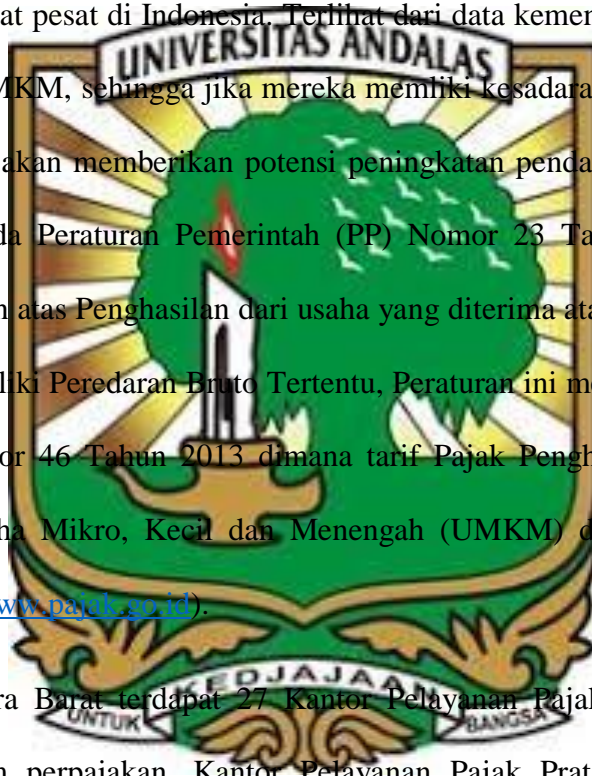 at pesat di Indonesia. Terlihat dari data kemen
UNIVERSITAS ANDALAS
MKM, sehingga jika mereka memliki kesadara
akan memberikan potensi peningkatan penda
da Peraturan Pemerintah (PP) Nomor 23 Ta
n atas Penghasilan dari usaha yang diterima ata
liki Peredaran Bruto Tertentu, Peraturan ini me
or 46 Tahun 2013 dimana tarif Pajak Pengh
ha Mikro, Kecil dan Menengah (UMKM) d
ww.pajak.go.id).
ra Barat terdapat 27 Kantor Pelayanan Pajak
UNTUK KEDJAJAAN BANGSA
n perpajakan. Kantor Pelayanan Pajak Prat